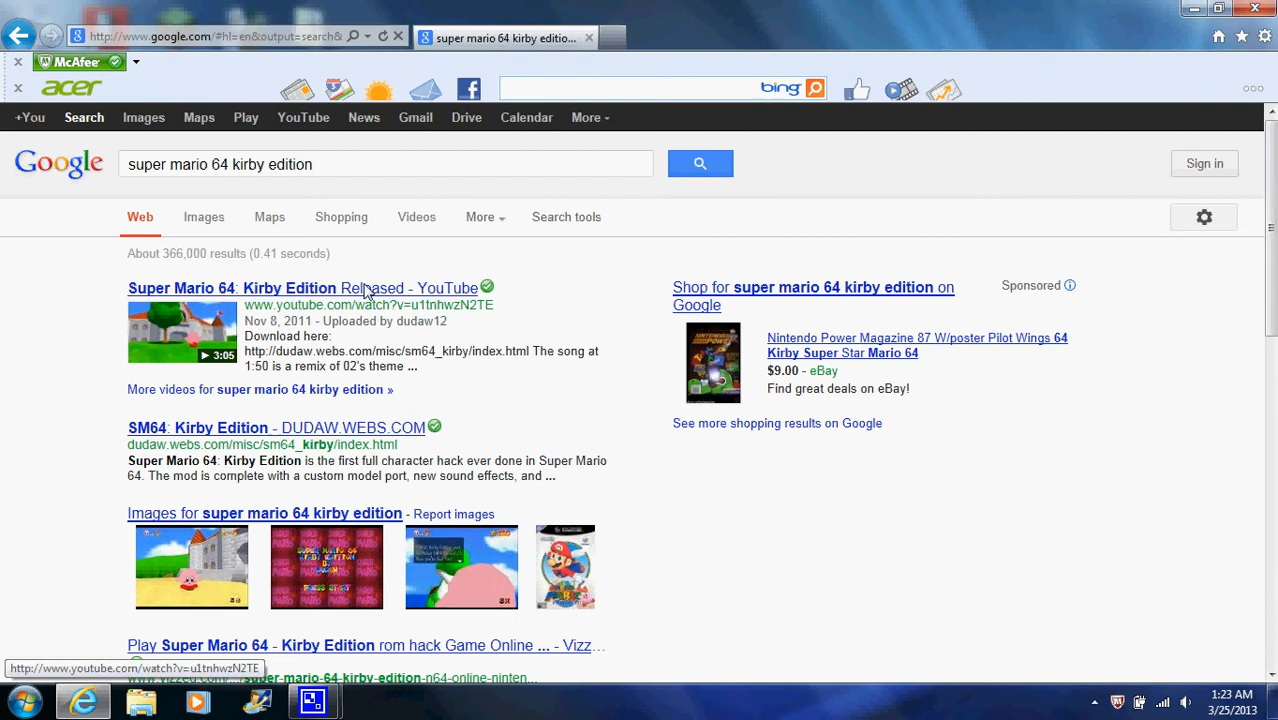 http://www.google.com/#hl=en&output=search&
super mario 64 kirby editio...
McAfee
acer
bing
+You Search Images Maps Play YouTube News Gmail Drive Calendar More
Google
super mario 64 kirby edition
Sign in
Web Images Maps Shopping Videos More Search tools
About 366,000 results (0.41 seconds)
Super Mario 64: Kirby Edition Released - YouTube
www.youtube.com/watch?v=u1tnhwzN2TE
Nov 8, 2011 - Uploaded by dudaw12
Download here:
http://dudaw.webs.com/misc/sm64_kirby/index.html The song at
1:50 is a remix of 02's theme ...
3:05
More videos for super mario 64 kirby edition »
Shop for super mario 64 kirby edition on
Google
Sponsored
Nintendo Power Magazine 87 W/poster Pilot Wings 64
Kirby Super Star Mario 64
$9.00 - eBay
Find great deals on eBay!
See more shopping results on Google
SM64: Kirby Edition - DUDAW.WEBS.COM
dudaw.webs.com/misc/sm64_kirby/index.html
Super Mario 64: Kirby Edition is the first full character hack ever done in Super Mario
64. The mod is complete with a custom model port, new sound effects, and ...
Images for super mario 64 kirby edition - Report images
SUPER MARIO 64
KIRBY EDITION
BY
PRESS START
Play Super Mario 64 - Kirby Edition rom hack Game Online ... - Vizz...
www.vizzed.com/.../super-mario-64-kirby-edition-n64-online-ninten...
http://www.youtube.com/watch?v=u1tnhwzN2TE
1:23 AM
3/25/2013